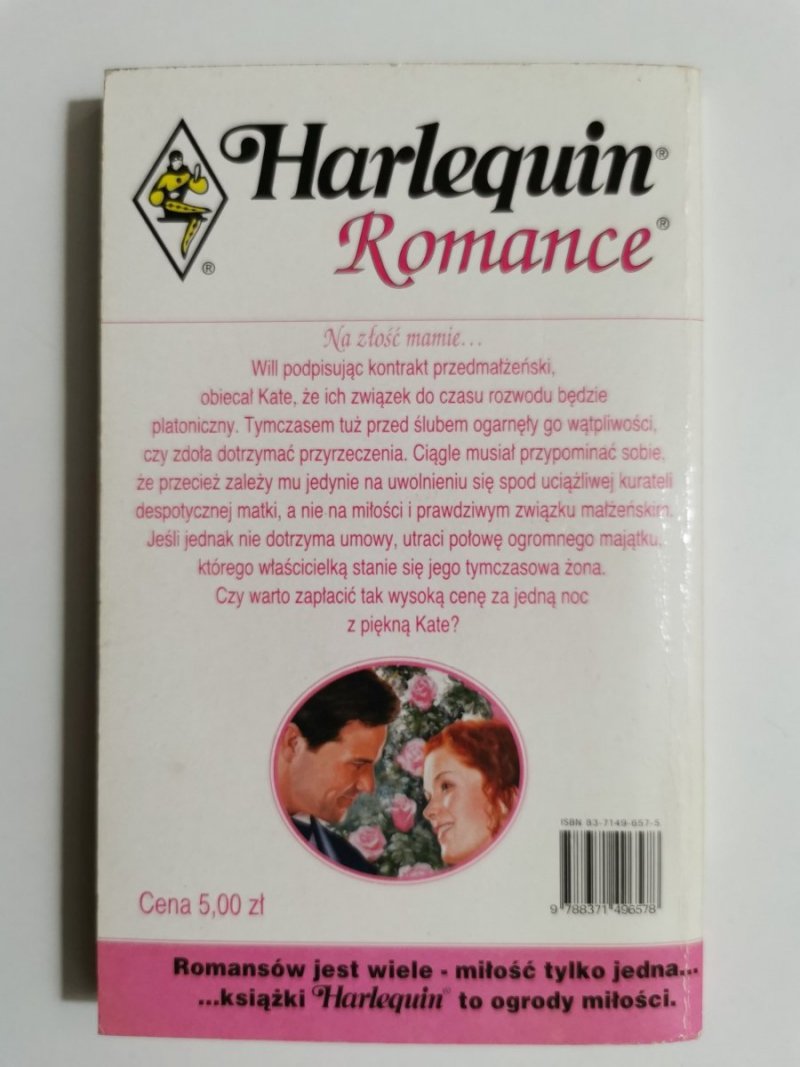 Harlequin®
Romance®
®
Na złość mamie...
Will podpisując kontrakt przedmałżeński,
obiecał Kate, że ich związek do czasu rozwodu będzie
platoniczny. Tymczasem tuż przed ślubem ogarnęły go wątpliwości,
czy zdoła dotrzymać przyrzeczenia. Ciągle musiał przypominać sobie,
że przecież zależy mu jedynie na uwolnieniu się spod uciążliwej kurateli
despotycznej matki, a nie na miłości i prawdziwym związku małżeńskim.
Jeśli jednak nie dotrzyma umowy, utraci połowę ogromnego majątku,
którego właścicielką stanie się jego tymczasowa żona.
Czy warto zapłacić tak wysoką cenę za jedną noc
z piękną Kate?
ISBN 83-7149-657-5
9 788371 496578
Cena 5,00 zł
Romansów jest wiele - miłość tylko jedna...
...książki Harlequin® to ogrody miłości.